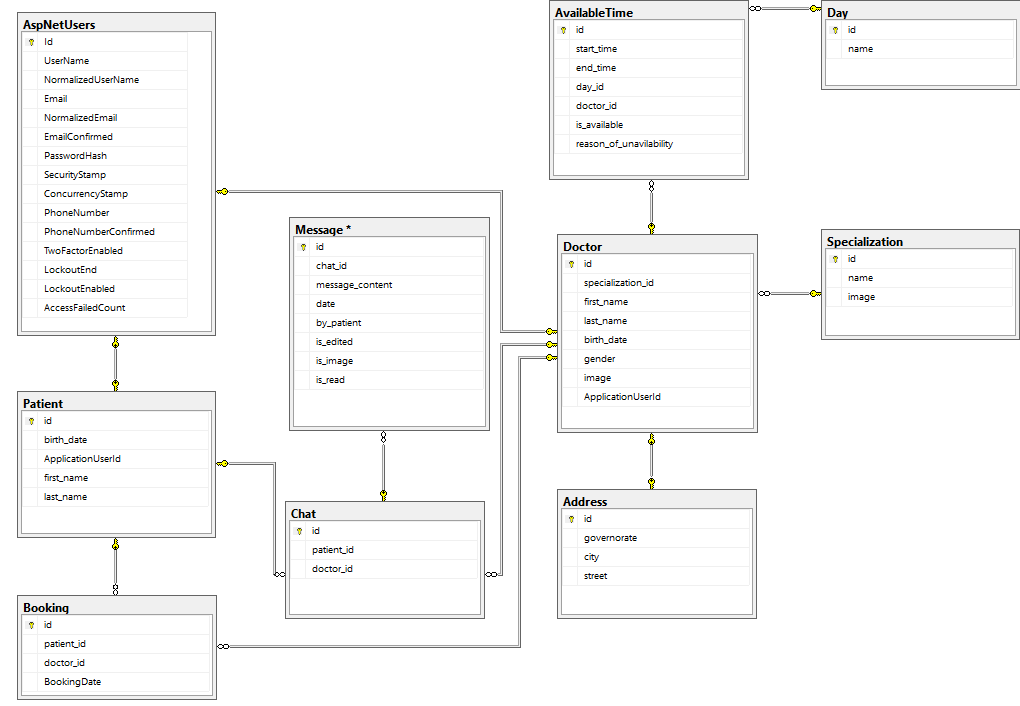 AspNetUsers
Id
UserName
NormalizedUserName
Email
NormalizedEmail
EmailConfirmed
PasswordHash
SecurityStamp
ConcurrencyStamp
PhoneNumber
PhoneNumberConfirmed
TwoFactorEnabled
LockoutEnd
LockoutEnabled
AccessFailedCount
Patient
id
birth_date
ApplicationUserId
first_name
last_name
Booking
id
patient_id
doctor_id
BookingDate
Message *
id
chat_id
message_content
date
by_patient
is_edited
is_image
is_read
Chat
id
patient_id
doctor_id
AvailableTime
id
start_time
end_time
day_id
doctor_id
is_available
reason_of_unavilability
Doctor
id
specialization_id
first_name
last_name
birth_date
gender
image
ApplicationUserId
Address
id
governorate
city
street
Day
id
name
Specialization
id
name
image